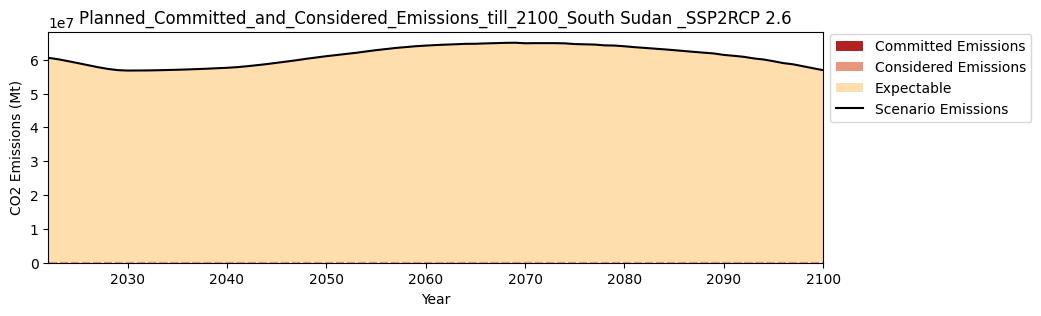 Planned_Committed_and_Considered_Emissions_till_2100_South Sudan _SSP2RCP 2.6
1e7
Committed Emissions
Considered Emissions
Expectable
Scenario Emissions
CO2 Emissions (Mt)
6
5
4
3
2
1
0
2030 2040 2050 2060 2070 2080 2090 2100
Year